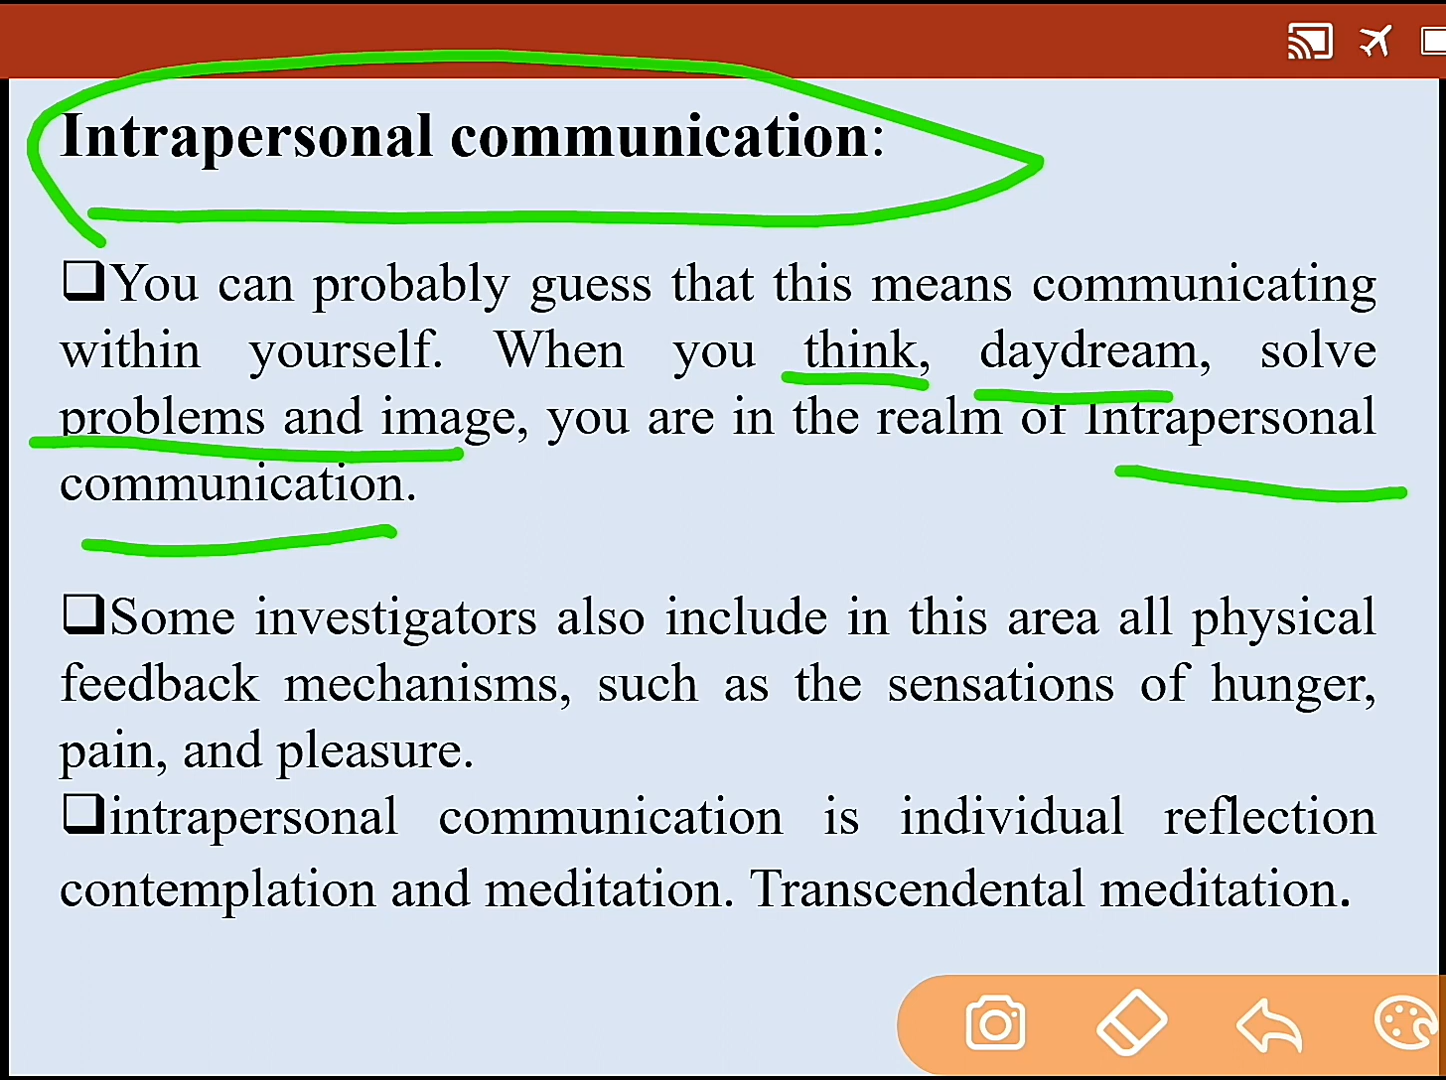 Intrapersonal communication:
❑You can probably guess that this means communicating
within yourself. When you think, daydream, solve
problems and image, you are in the realm of Intrapersonal
communication.
❑Some investigators also include in this area all physical
feedback mechanisms, such as the sensations of hunger,
pain, and pleasure.
❑intrapersonal communication is individual reflection
contemplation and meditation. Transcendental meditation.